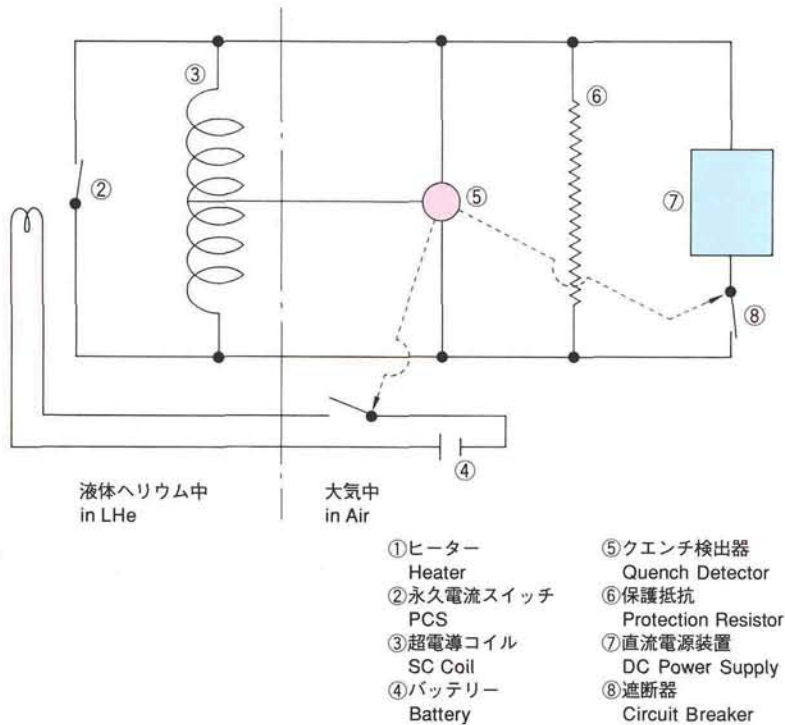 ③
⑥
②
⑤
⑦
⑧
④
液体ヘリウム中
in LHe
大気中
in Air
①ヒーター
Heater
②永久電流スイッチ
PCS
③超電導コイル
SC Coil
④バッテリー
Battery
⑤クエンチ検出器
Quench Detector
⑥保護抵抗
Protection Resistor
⑦直流電源装置
DC Power Supply
⑧遮断器
Circuit Breaker